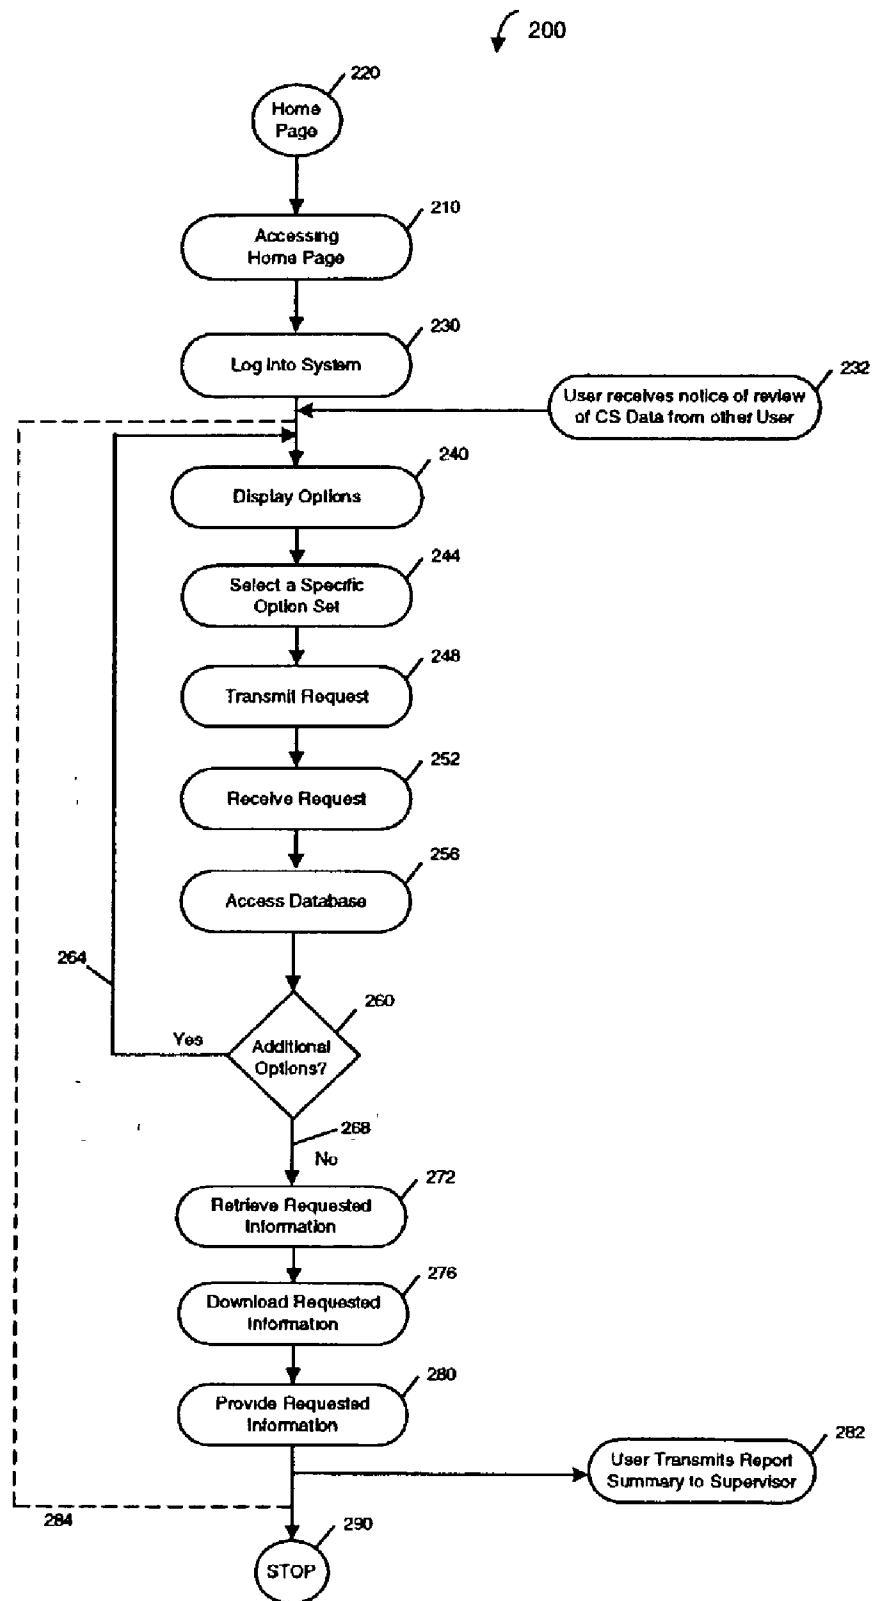 200
220
Home
Page
210
Accessing
Home Page
230
Log Into System
232
User receives notice of review
of CS Data from other User
240
Display Options
244
Select a Specific
Option Set
248
Transmit Request
252
Receive Request
256
Access Database
264
260
Yes
Additional
Options?
268
No
272
Retrieve Requested
Information
276
Download Requested
Information
280
Provide Requested
Information
282
User Transmits Report
Summary to Supervisor
284
290
STOP